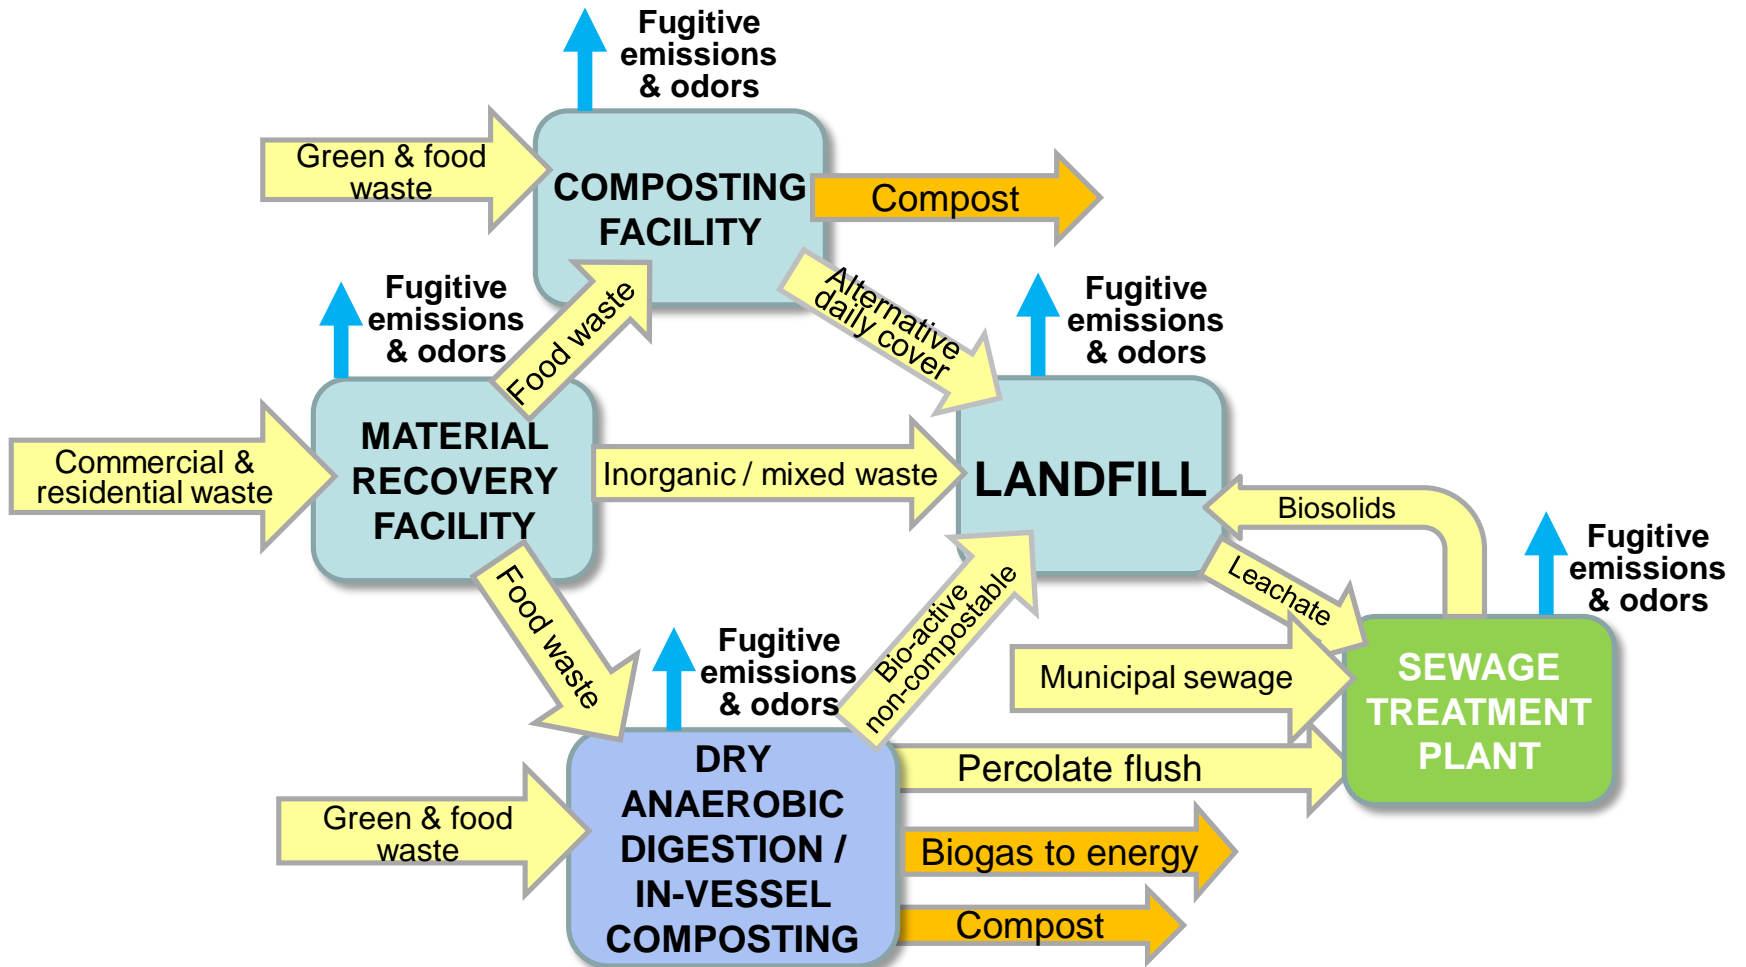 Fugitive
emissions
& odors
Green & food
waste
COMPOSTING
FACILITY
Compost
Fugitive
emissions
& odors
Food waste
Alternative
daily cover
Fugitive
emissions
& odors
Commercial &
residential waste
MATERIAL
RECOVERY
FACILITY
Inorganic / mixed waste
LANDFILL
Biosolids
Fugitive
emissions
& odors
Leachate
Food waste
Fugitive
emissions
& odors
Bio-active
non-compostable
Municipal sewage
SEWAGE
TREATMENT
PLANT
Green & food
waste
DRY
ANAEROBIC
DIGESTION /
IN-VESSEL
COMPOSTING
Percolate flush
Biogas to energy
Compost